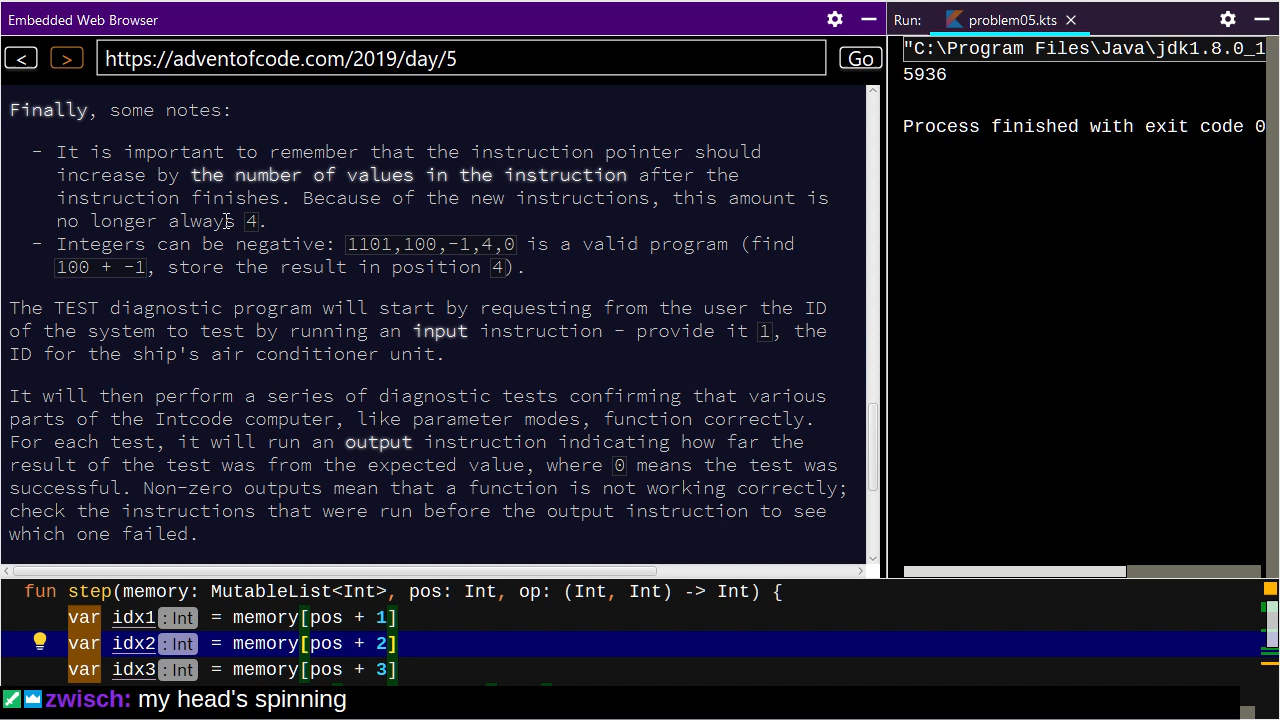 Embedded Web Browser
Run: problem05.kts ×
< > https://adventofcode.com/2019/day/5 Go
"C:\Program Files\Java\jdk1.8.0_1
5936
Process finished with exit code 0
Finally, some notes:
- It is important to remember that the instruction pointer should
increase by the number of values in the instruction after the
instruction finishes. Because of the new instructions, this amount is
no longer always 4.
- Integers can be negative: 1101,100,-1,4,0 is a valid program (find
100 + -1, store the result in position 4).
The TEST diagnostic program will start by requesting from the user the ID
of the system to test by running an input instruction - provide it 1, the
ID for the ship's air conditioner unit.
It will then perform a series of diagnostic tests confirming that various
parts of the Intcode computer, like parameter modes, function correctly.
For each test, it will run an output instruction indicating how far the
result of the test was from the expected value, where 0 means the test was
successful. Non-zero outputs mean that a function is not working correctly;
check the instructions that were run before the output instruction to see
which one failed.
fun step(memory: MutableList<Int>, pos: Int, op: (Int, Int) -> Int) {
var idx1 : Int = memory[pos + 1]
var idx2 : Int = memory[pos + 2]
var idx3 : Int = memory[pos + 3]
zwisch: my head's spinning